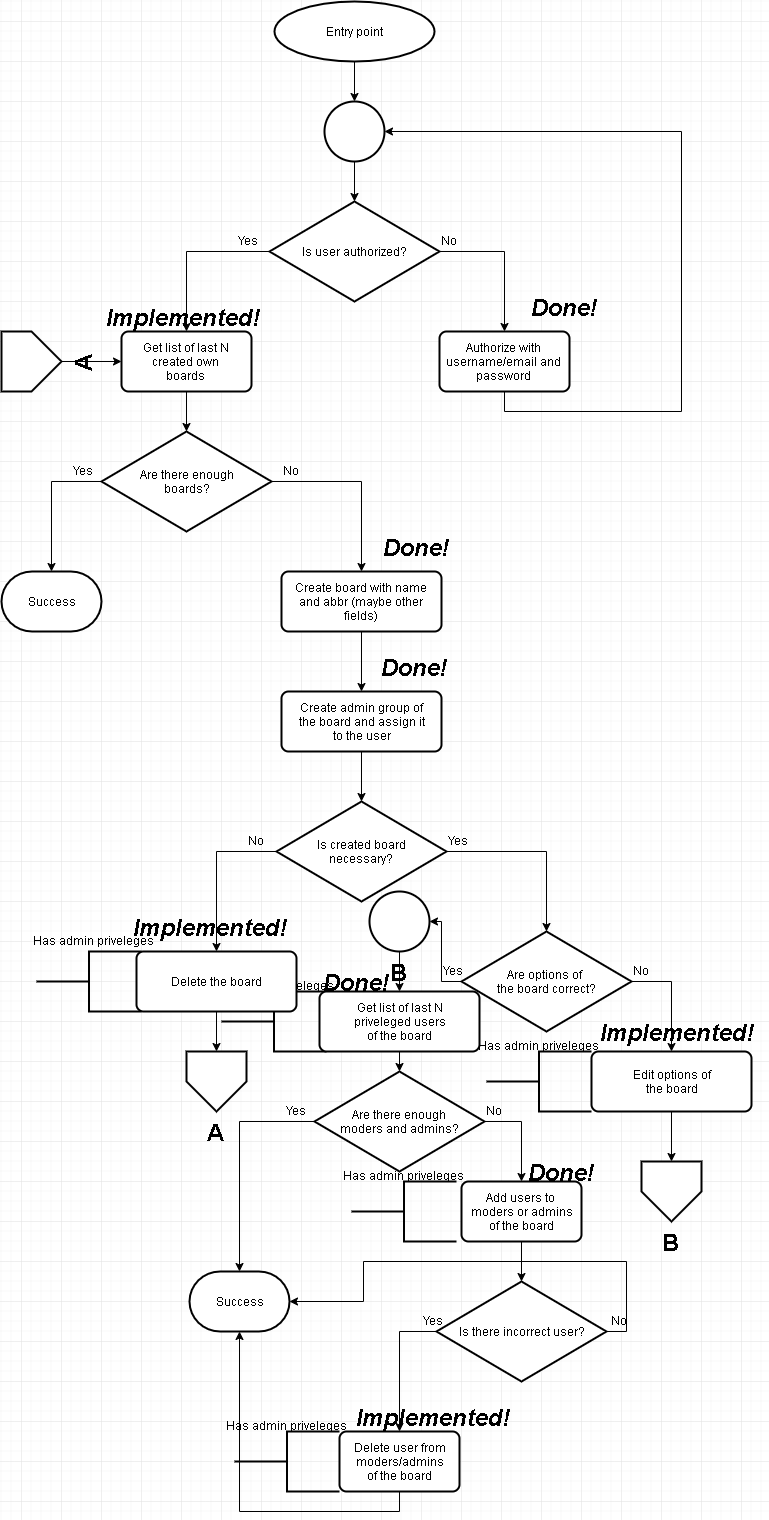 Entry point
Is user authorized?
Yes
No
Implemented!
Done!
A
Get list of last N
created own
boards
Authorize with
username/email and
password
Are there enough
boards?
Yes
No
Success
Done!
Create board with name
and abbr (maybe other
fields)
Done!
Create admin group of
the board and assign it
to the user
Is created board
necessary?
No
Yes
Has admin priveleges
Implemented!
Delete the board
A
B
Yes
Are options of
the board correct?
No
Done!
Get list of last N
priveleged users
of the board
Has admin priveleges
Implemented!
Edit options of
the board
B
Yes
Are there enough
moders and admins?
No
Has admin priveleges
Done!
Add users to
moders or admins
of the board
Success
Yes
Is there incorrect user?
No
Has admin priveleges
Implemented!
Delete user from
moders/admins
of the board